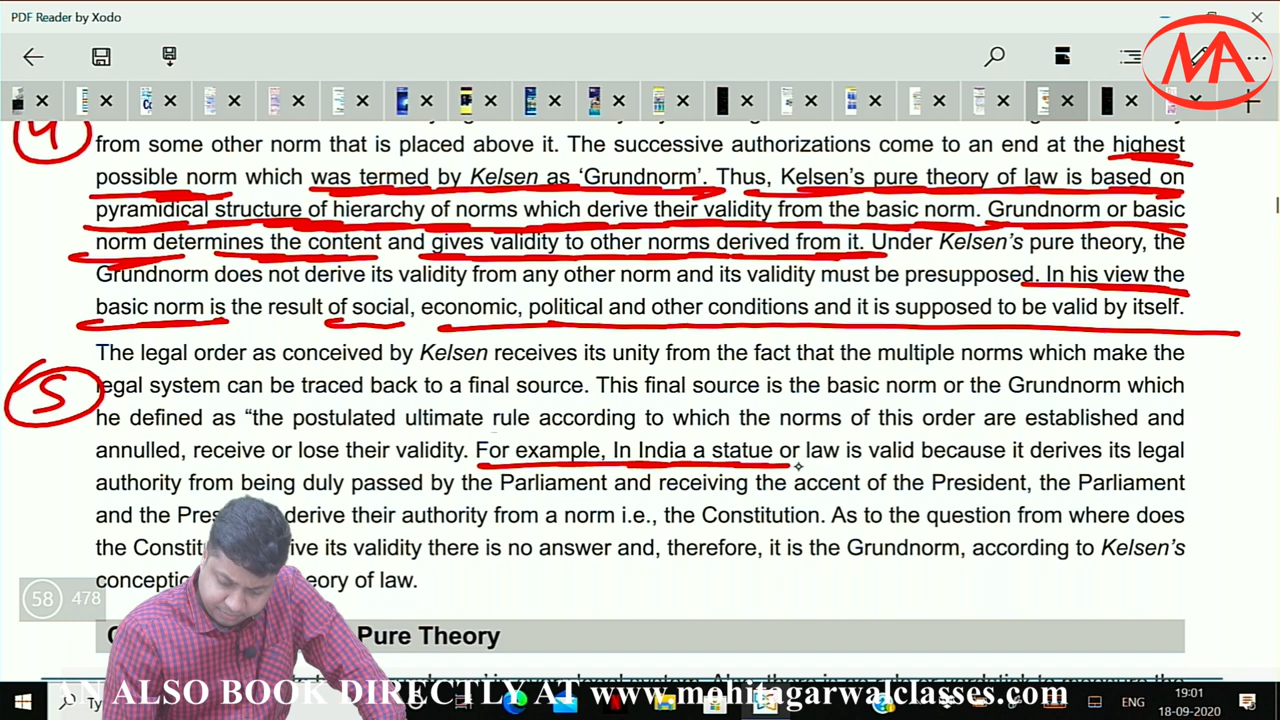 PDF Reader by Xodo
MA
from some other norm that is placed above it. The successive authorizations come to an end at the highest
possible norm which was termed by Kelsen as ‘Grundnorm’. Thus, Kelsen’s pure theory of law is based on
pyramidical structure of hierarchy of norms which derive their validity from the basic norm. Grundnorm or basic
norm determines the content and gives validity to other norms derived from it. Under Kelsen’s pure theory, the
Grundnorm does not derive its validity from any other norm and its validity must be presupposed. In his view the
basic norm is the result of social, economic, political and other conditions and it is supposed to be valid by itself.
The legal order as conceived by Kelsen receives its unity from the fact that the multiple norms which make the
5
legal system can be traced back to a final source. This final source is the basic norm or the Grundnorm which
he defined as “the postulated ultimate rule according to which the norms of this order are established and
annulled, receive or lose their validity. For example, In India a statue or law is valid because it derives its legal
authority from being duly passed by the Parliament and receiving the accent of the President, the Parliament
and the Pres derive their authority from a norm i.e., the Constitution. As to the question from where does
the Constit ive its validity there is no answer and, therefore, it is the Grundnorm, according to Kelsen’s
conceptio eory of law.
58 478
Pure Theory
AN ALSO BOOK DIRECTLY AT www.mohitagarwalclasses.com
ENG
19:01
18-09-2020